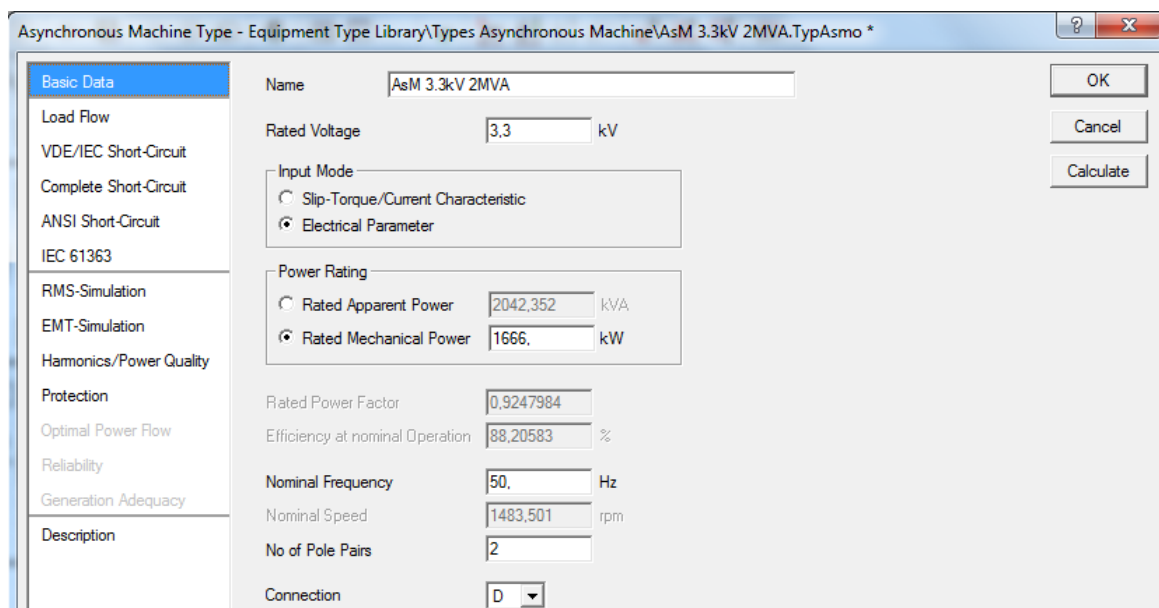 Asynchronous Machine Type - Equipment Type Library\Types Asynchronous Machine\AsM 3.3kV 2MVA.TypAsmo *
Basic Data
Load Flow
VDE/IEC Short-Circuit
Complete Short-Circuit
ANSI Short-Circuit
IEC 61363
RMS-Simulation
EMT-Simulation
Harmonics/Power Quality
Protection
Optimal Power Flow
Reliability
Generation Adequacy
Description
Name AsM 3.3kV 2MVA
Rated Voltage 3,3 kV
Input Mode
Slip-Torque/Current Characteristic
Electrical Parameter
Power Rating
Rated Apparent Power 2042,352 kVA
Rated Mechanical Power 1666, kW
Rated Power Factor 0,9247984
Efficiency at nominal Operation 88,20583 %
Nominal Frequency 50, Hz
Nominal Speed 1483,501 rpm
No of Pole Pairs 2
Connection D
OK
Cancel
Calculate